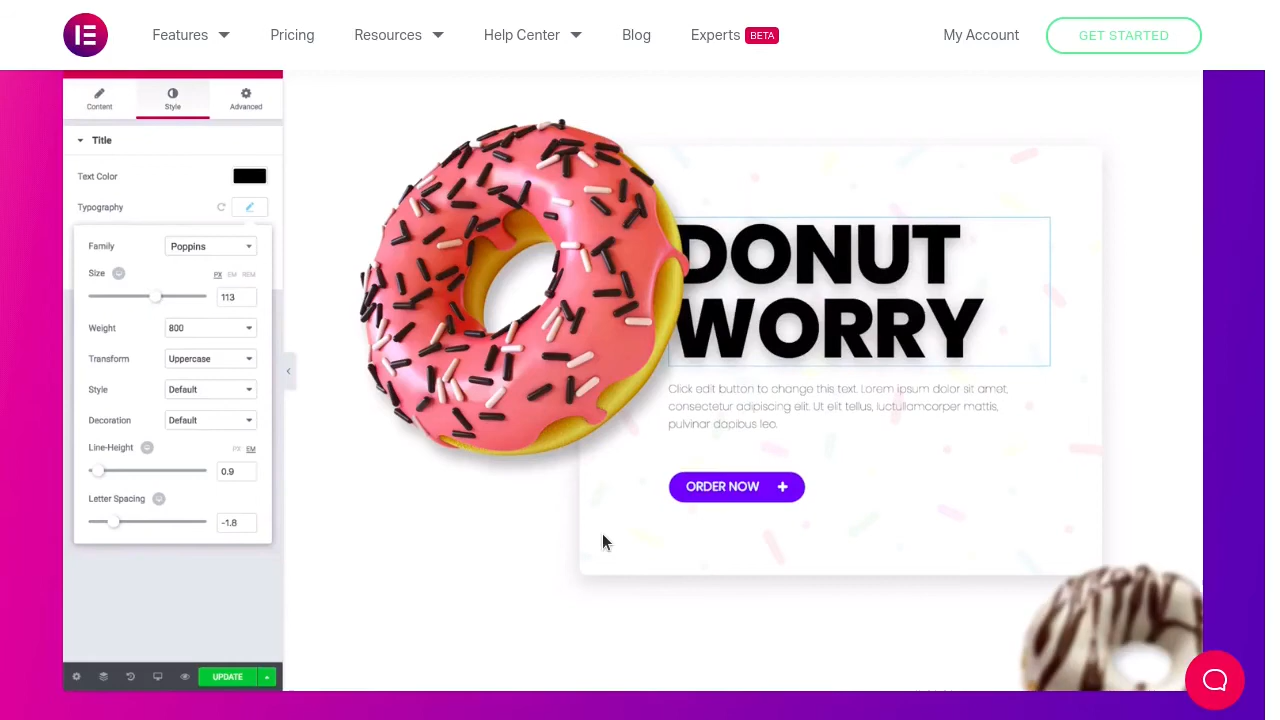 Features
Pricing
Resources
Help Center
Blog
Experts BETA
My Account
GET STARTED
Content
Style
Advanced
Title
Text Color
Typography
Family
Poppins
Size
PX EM REM
113
Weight
800
Transform
Uppercase
Style
Default
Decoration
Default
Line-Height
PX EM
0.9
Letter Spacing
-1.8
UPDATE
DONUT
WORRY
Click edit button to change this text. Lorem ipsum dolor sit amet,
consectetur adipiscing elit. Ut elit tellus, luctullamcorper mattis,
pulvinar dapibus leo.
ORDER NOW +